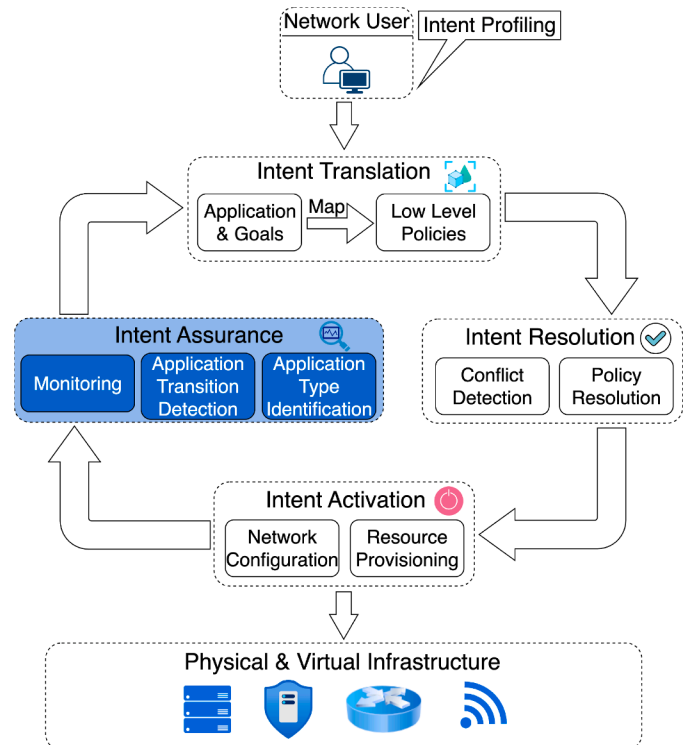 Network User
Intent Profiling
Intent Translation
Application
& Goals
Map
Low Level
Policies
Intent Assurance
Monitoring
Application
Transition
Detection
Application
Type
Identification
Intent Resolution
Conflict
Detection
Policy
Resolution
Intent Activation
Network
Configuration
Resource
Provisioning
Physical & Virtual Infrastructure